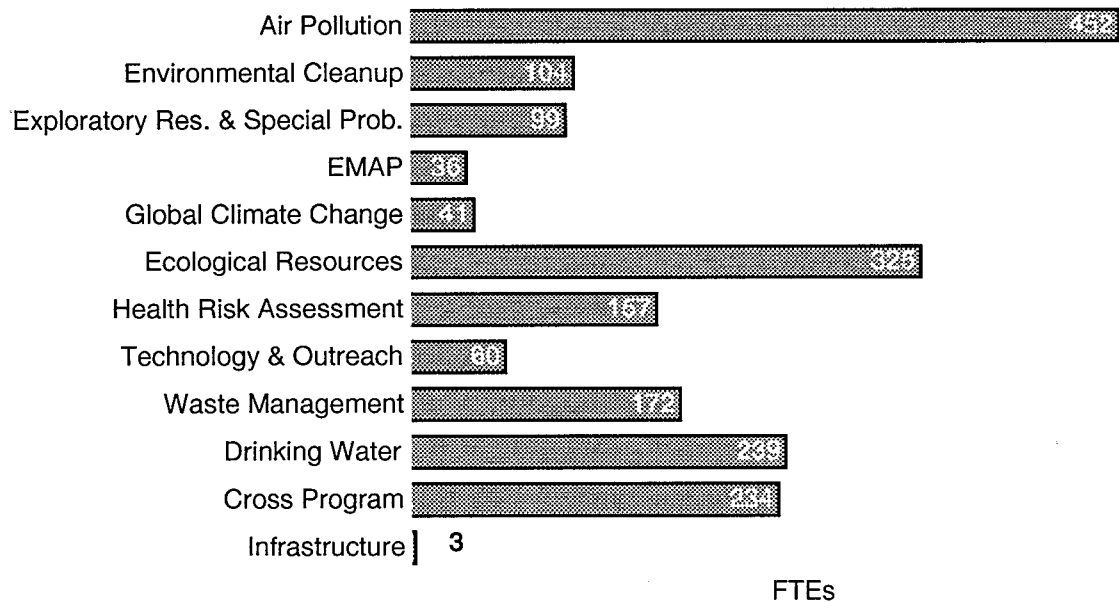 Air Pollution 452
Environmental Cleanup 104
Exploratory Res. & Special Prob. 99
EMAP 36
Global Climate Change 41
Ecological Resources 325
Health Risk Assessment 157
Technology & Outreach 60
Waste Management 172
Drinking Water 239
Cross Program 234
Infrastructure 3
FTEs